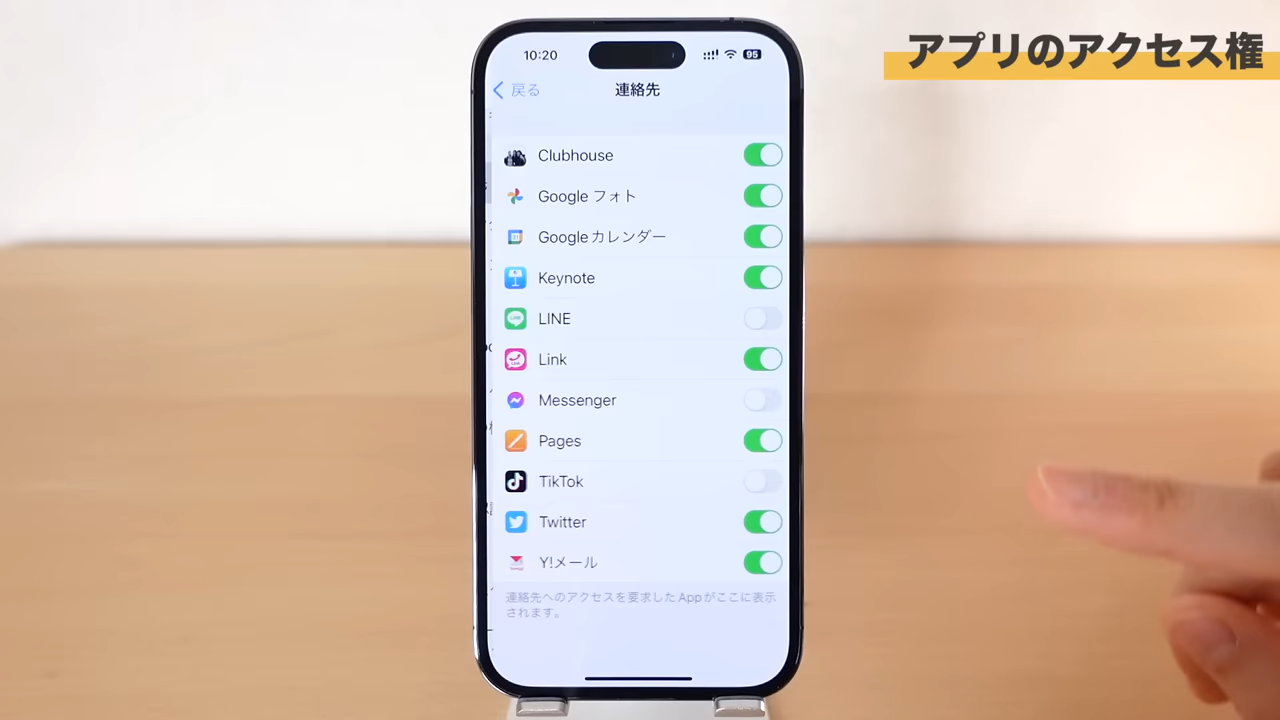 アプリのアクセス権
10:20
95
戻る
連絡先
Clubhouse
Google フォト
Google カレンダー
Keynote
LINE
Link
Messenger
Pages
TikTok
Twitter
Y!メール
連絡先へのアクセスを要求した App がここに表示
されます。